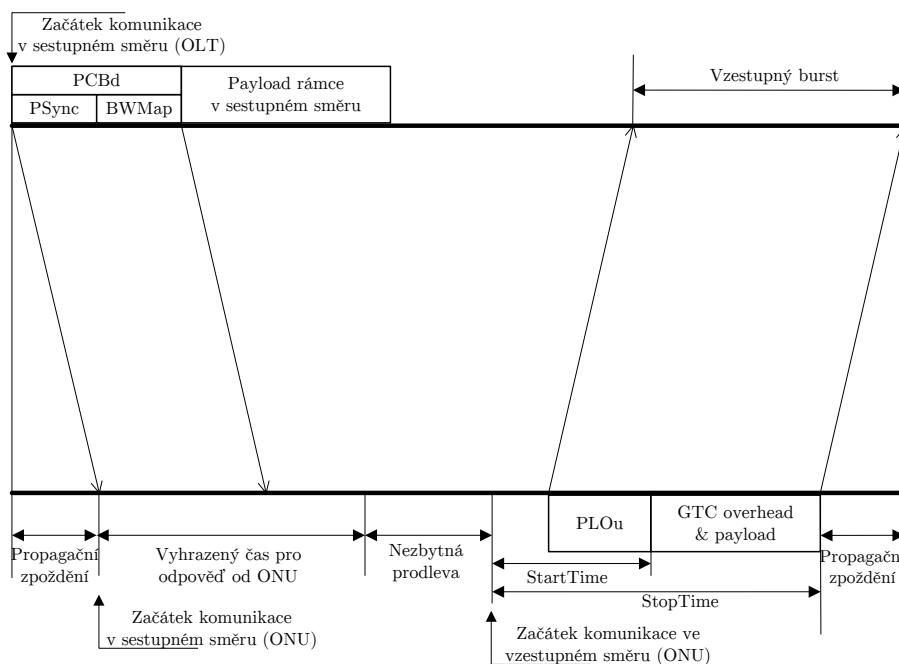 Začátek komunikace
v sestupném směru (OLT)
PCBd
PSync
BWMap
Payload rámce
v sestupném směru
Vzestupný burst
PLOu
GTC overhead
& payload
Propagační
zpoždění
Vyhrazený čas pro
odpověď od ONU
Nezbytná
prodleva
StartTime
StopTime
Propagační
zpoždění
Začátek komunikace
v sestupném směru (ONU)
Začátek komunikace ve
vzestupném směru (ONU)